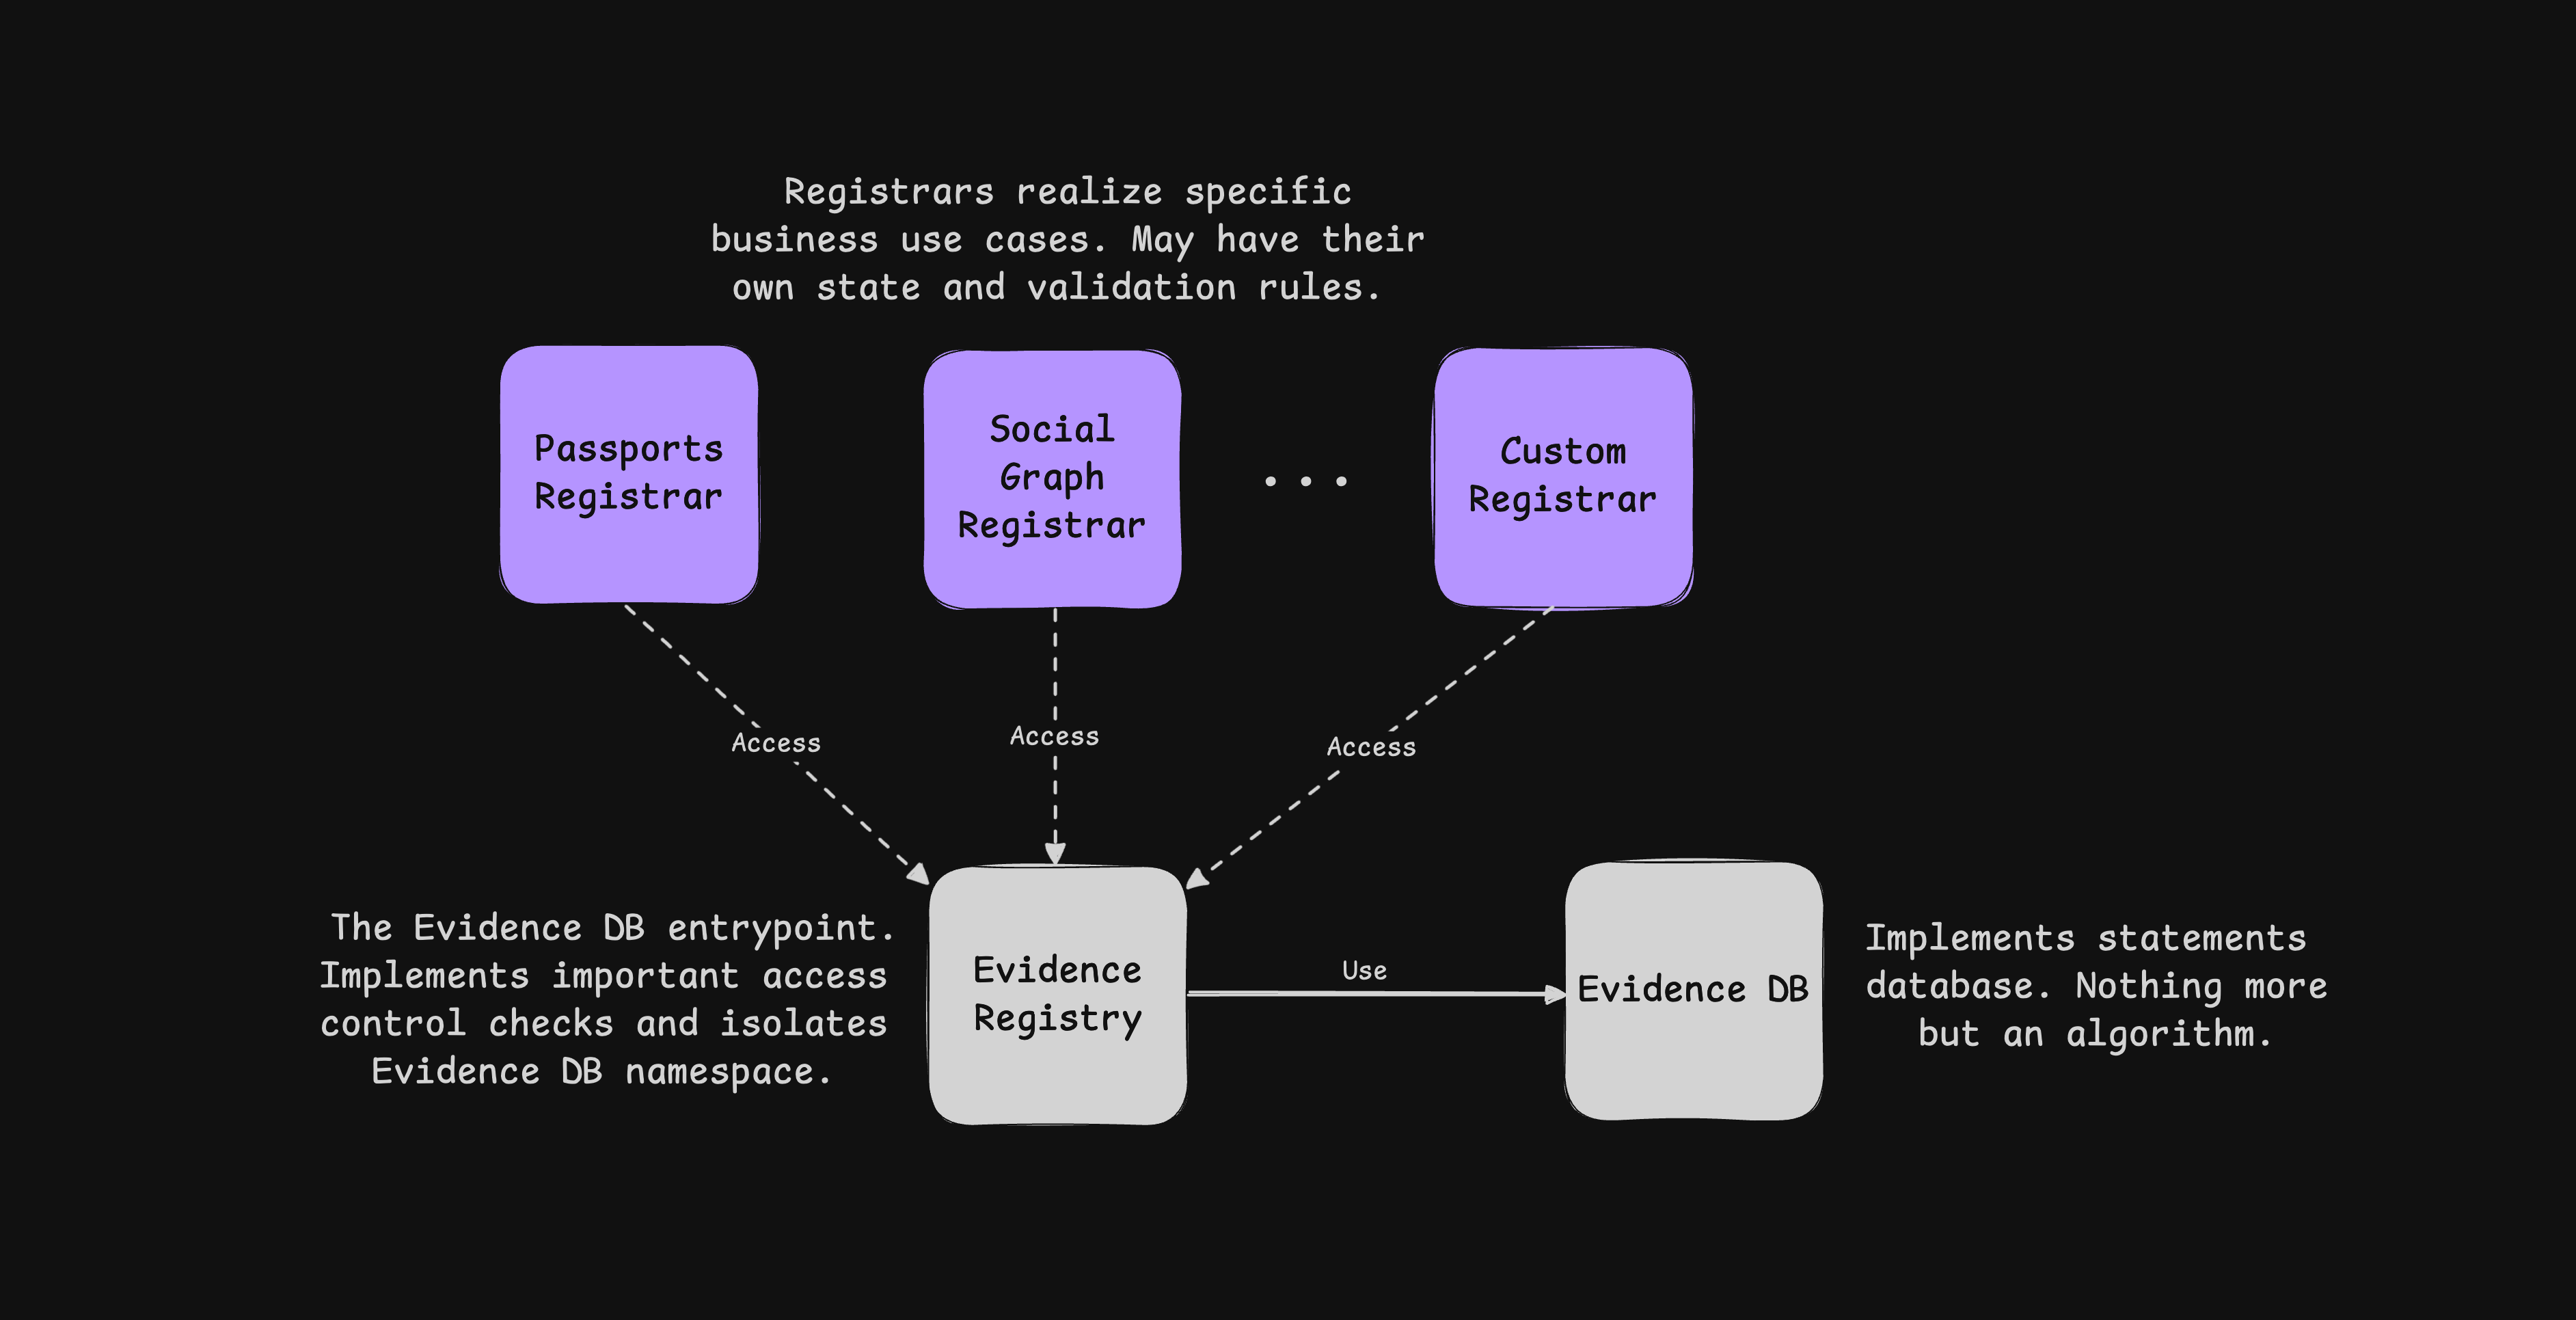 Registrars realize specific
business use cases. May have their
own state and validation rules.
Passports
Registrar
Social
Graph
Registrar
...
Custom
Registrar
Access
Access
Access
The Evidence DB entrypoint.
Implements important access
control checks and isolates
Evidence DB namespace.
Evidence
Registry
Use
Evidence DB
Implements statements
database. Nothing more
but an algorithm.